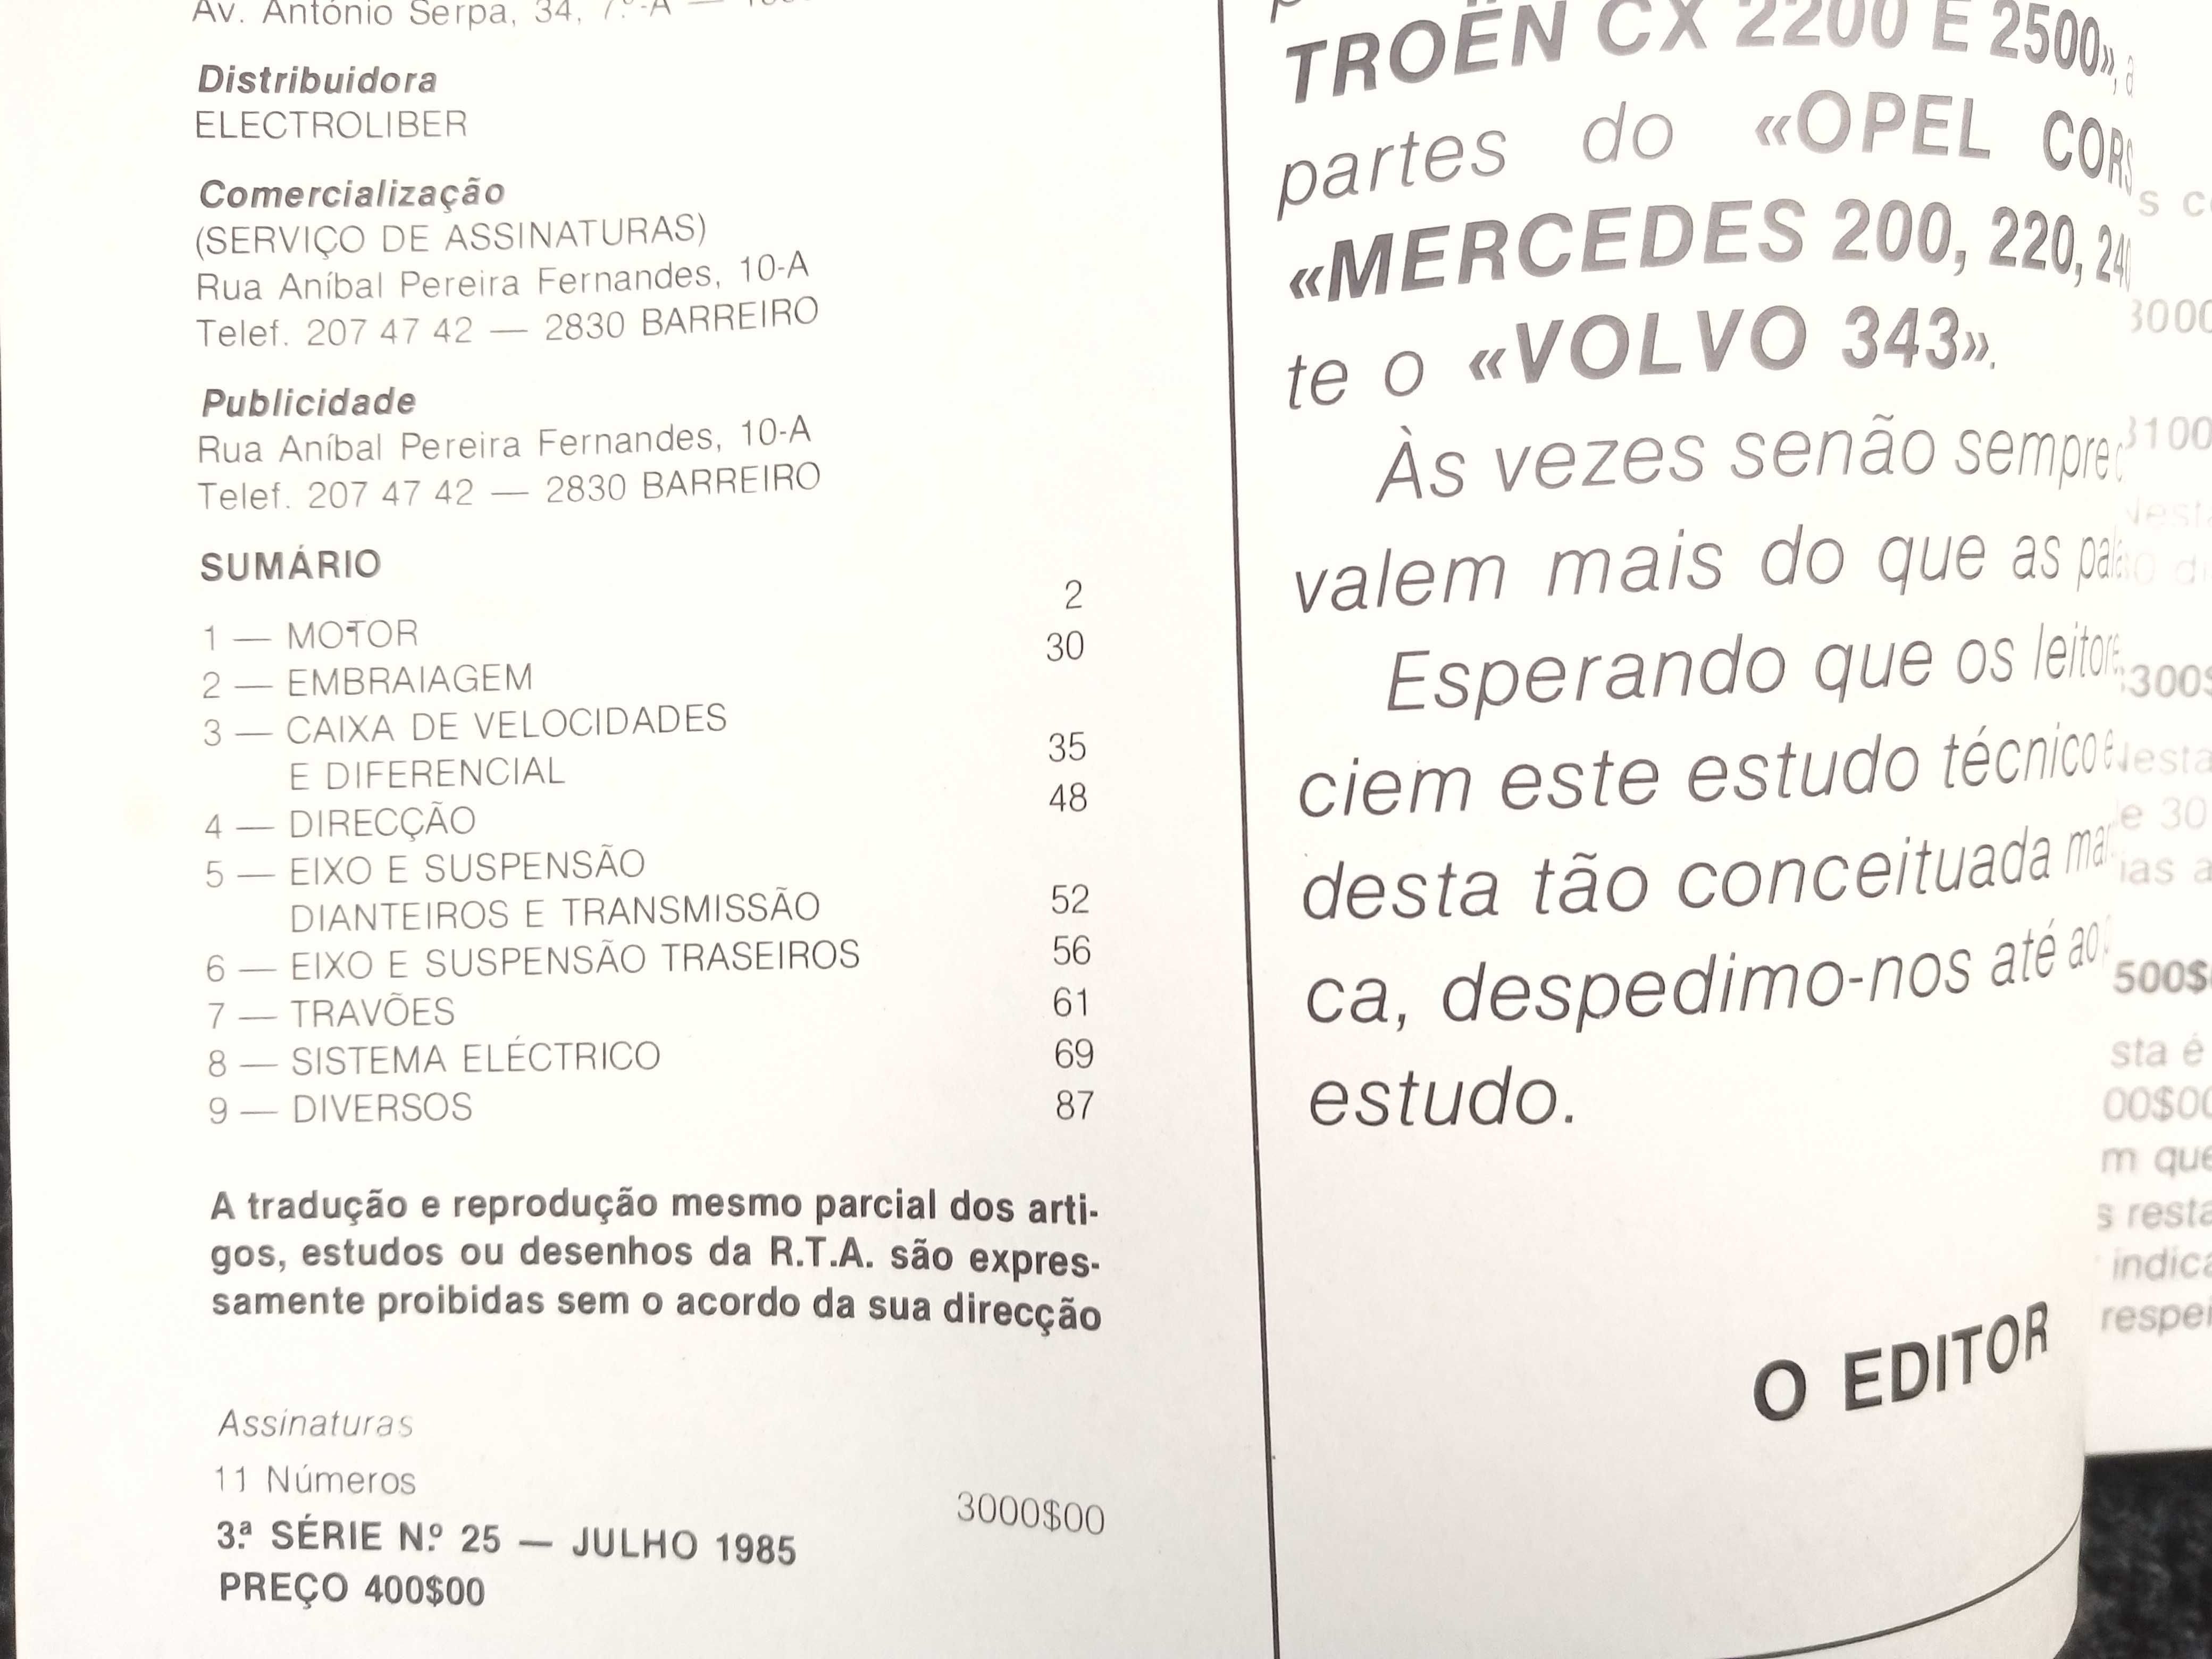 Av. António Serpa, 34, 7.º-A —
Distribuidora
ELECTROLIBER
Comercialização
(SERVIÇO DE ASSINATURAS)
Rua Aníbal Pereira Fernandes, 10-A
Telef. 207 47 42 — 2830 BARREIRO
Publicidade
Rua Aníbal Pereira Fernandes, 10-A
Telef. 207 47 42 — 2830 BARREIRO
SUMÁRIO
1 — MOTOR 2
2 — EMBRAIAGEM 30
3 — CAIXA DE VELOCIDADES
E DIFERENCIAL 35
4 — DIRECÇÃO 48
5 — EIXO E SUSPENSÃO
DIANTEIROS E TRANSMISSÃO 52
6 — EIXO E SUSPENSÃO TRASEIROS 56
7 — TRAVÕES 61
8 — SISTEMA ELÉCTRICO 69
9 — DIVERSOS 87
A tradução e reprodução mesmo parcial dos arti-
gos, estudos ou desenhos da R.T.A. são expres-
samente proibidas sem o acordo da sua direcção
Assinaturas
11 Números 3000$00
3.ª SÉRIE N.º 25 — JULHO 1985
PREÇO 400$00
TROËN CX 2200 E 2500»,
partes do «OPEL
«MERCEDES 200, 220,
te o «VOLVO 343».
Às vezes senão sempre
valem mais do que as
Esperando que os
ciem este estudo técnico
desta tão conceituada
ca, despedimo-nos até ao
estudo.
O EDITOR
500$
sta é
m que